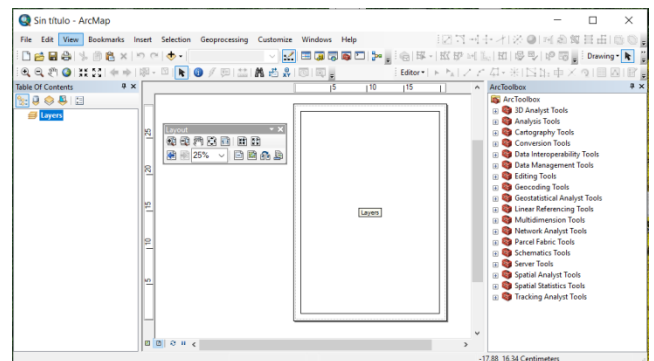 Sin título - ArcMap
File Edit View Bookmarks Insert Selection Geoprocessing Customize Windows Help
Drawing
Editor
Table Of Contents
Layers
5 10 15
25
20
15
10
5
Layout
25%
Layers
ArcToolbox
ArcToolbox
3D Analyst Tools
Analysis Tools
Cartography Tools
Conversion Tools
Data Interoperability Tools
Data Management Tools
Editing Tools
Geocoding Tools
Geostatistical Analyst Tools
Linear Referencing Tools
Multidimension Tools
Network Analyst Tools
Parcel Fabric Tools
Schematics Tools
Server Tools
Spatial Analyst Tools
Spatial Statistics Tools
Tracking Analyst Tools
-17.88 16.34 Centimeters